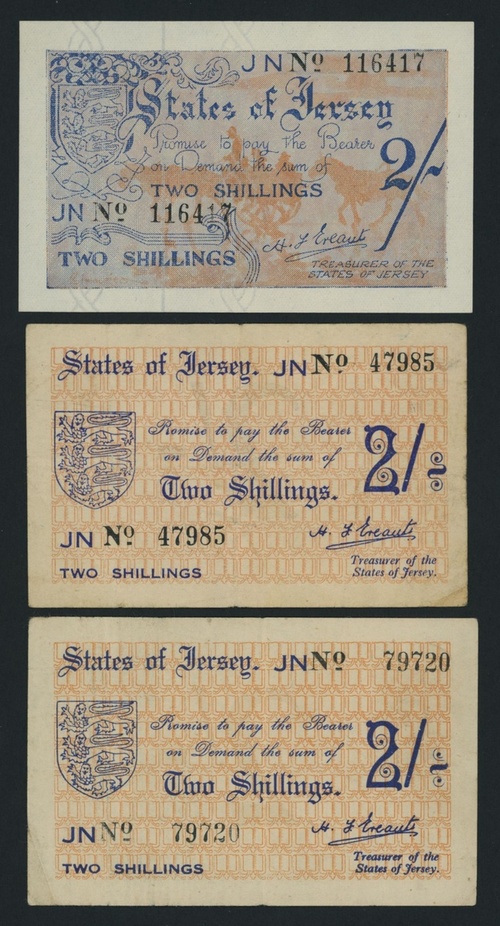 JN Nº 116417
States of Jersey
Promise to pay the Bearer
on Demand the sum of
2/-
TWO SHILLINGS
JN Nº 116417
H. F. Ereaut
TWO SHILLINGS
TREASURER OF THE
STATES OF JERSEY
States of Jersey. JN Nº 47985
Promise to pay the Bearer
on Demand the sum of
2/-
Two Shillings.
JN Nº 47985
H. F. Ereaut
TWO SHILLINGS
Treasurer of the
States of Jersey.
States of Jersey. JN Nº 79720
Promise to pay the Bearer
on Demand the sum of
2/-
Two Shillings.
JN Nº 79720
H. F. Ereaut
TWO SHILLINGS
Treasurer of the
States of Jersey.